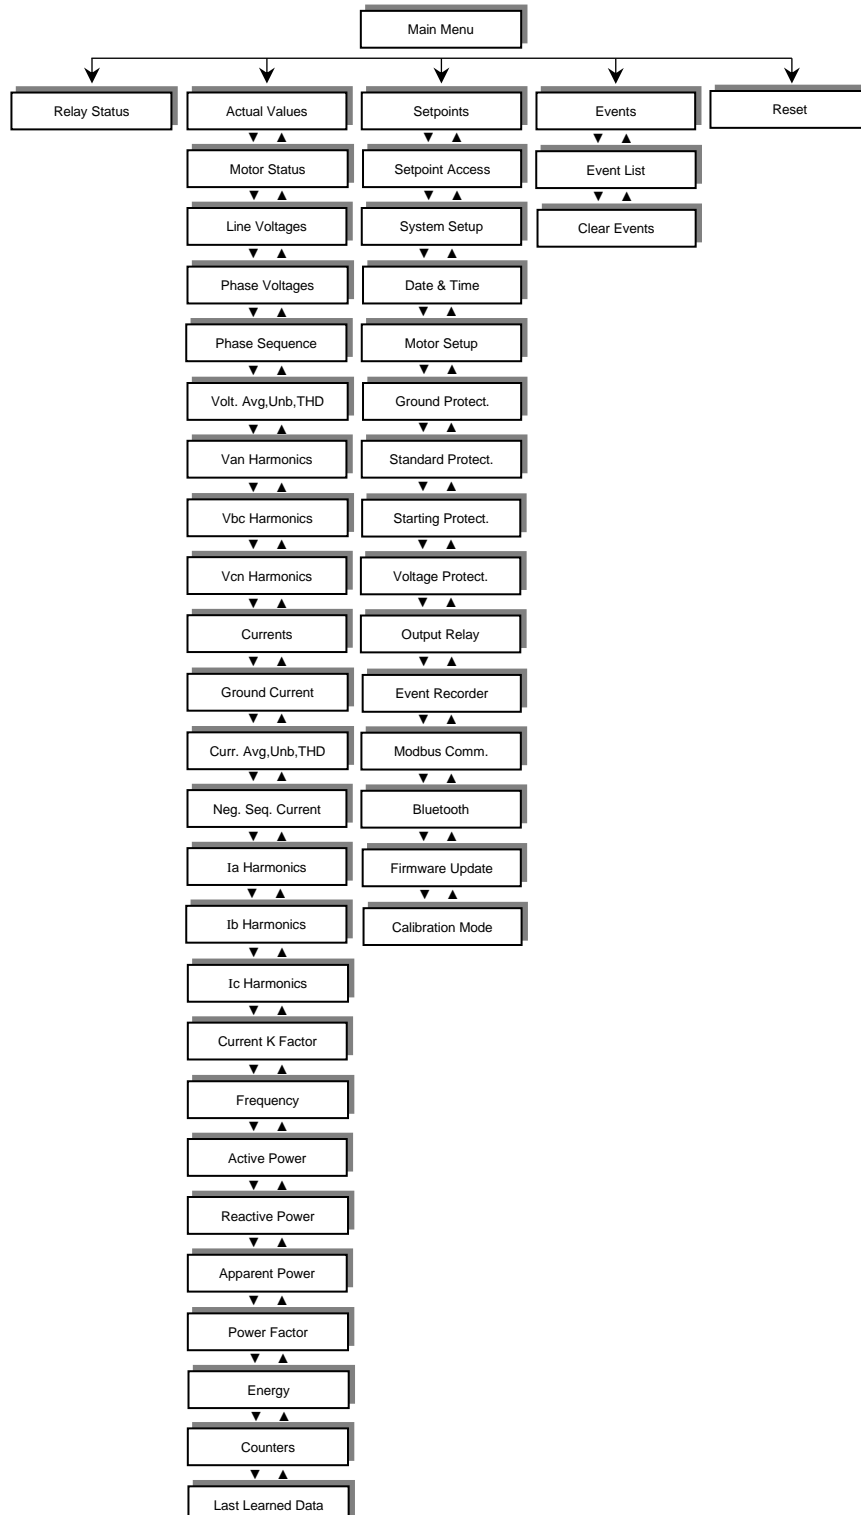 Main Menu
Relay Status
Actual Values
Setpoints
Events
Reset
Motor Status
Line Voltages
Phase Voltages
Phase Sequence
Volt. Avg,Unb,THD
Van Harmonics
Vbc Harmonics
Vcn Harmonics
Currents
Ground Current
Curr. Avg,Unb,THD
Neg. Seq. Current
Ia Harmonics
Ib Harmonics
Ic Harmonics
Current K Factor
Frequency
Active Power
Reactive Power
Apparent Power
Power Factor
Energy
Counters
Last Learned Data
Setpoint Access
System Setup
Date & Time
Motor Setup
Ground Protect.
Standard Protect.
Starting Protect.
Voltage Protect.
Output Relay
Event Recorder
Modbus Comm.
Bluetooth
Firmware Update
Calibration Mode
Event List
Clear Events